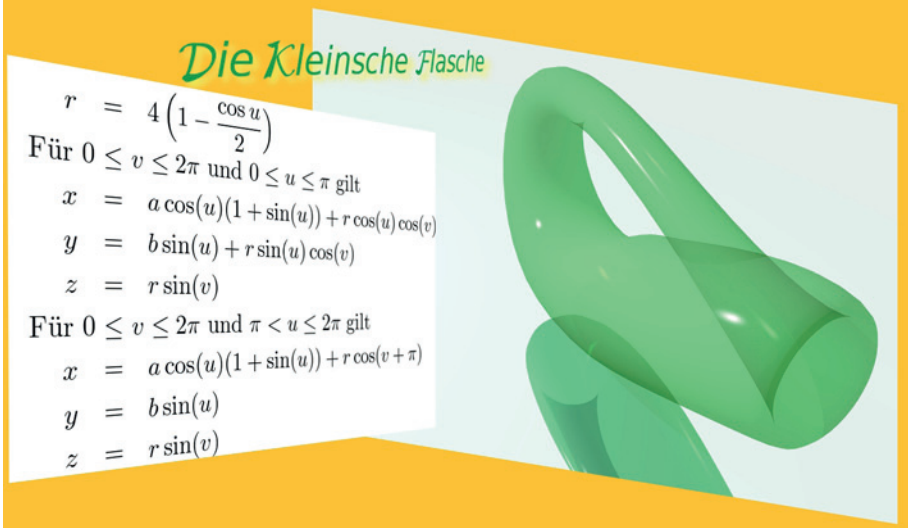 Die Kleinsche Flasche
r = 4 (1 − cos u / 2)
Für 0 ≤ v ≤ 2π und 0 ≤ u ≤ π gilt
x = a cos(u)(1 + sin(u)) + r cos(u) cos(v)
y = b sin(u) + r sin(u) cos(v)
z = r sin(v)
Für 0 ≤ v ≤ 2π und π < u ≤ 2π gilt
x = a cos(u)(1 + sin(u)) + r cos(v + π)
y = b sin(u)
z = r sin(v)